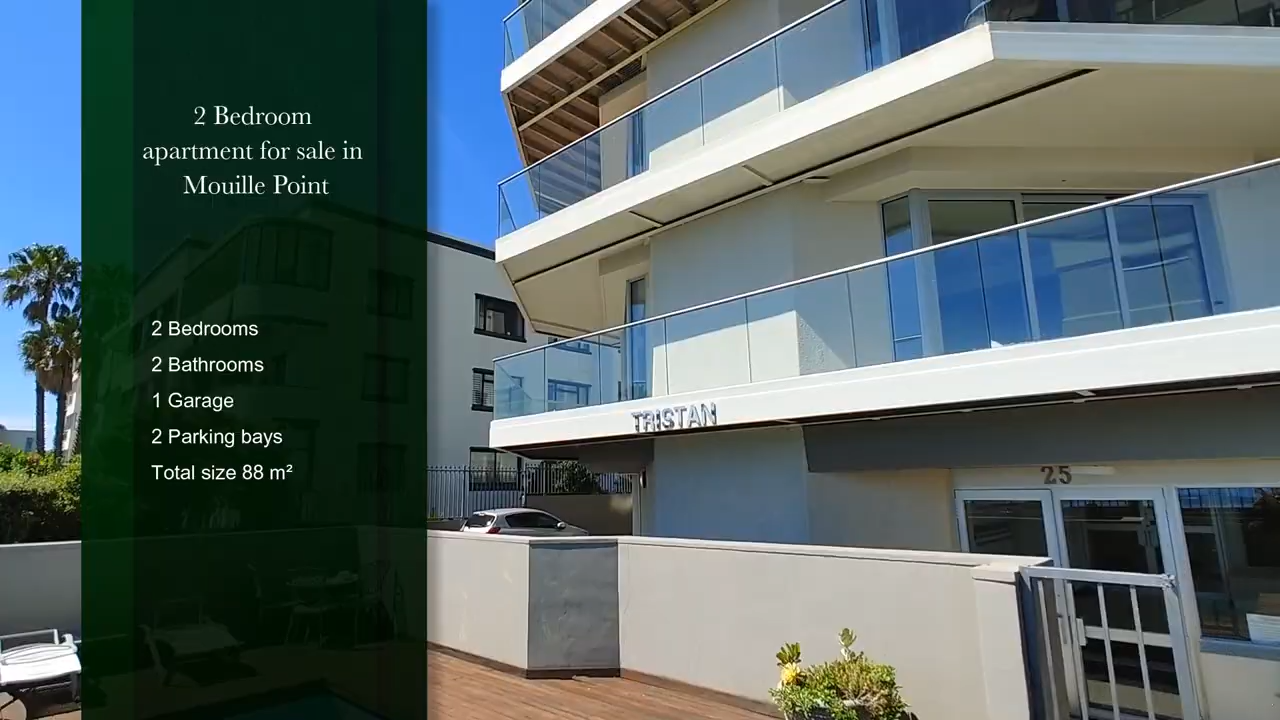 2 Bedroom
apartment for sale in
Mouille Point
2 Bedrooms
2 Bathrooms
1 Garage
2 Parking bays
Total size 88 m²
TRISTAN
25